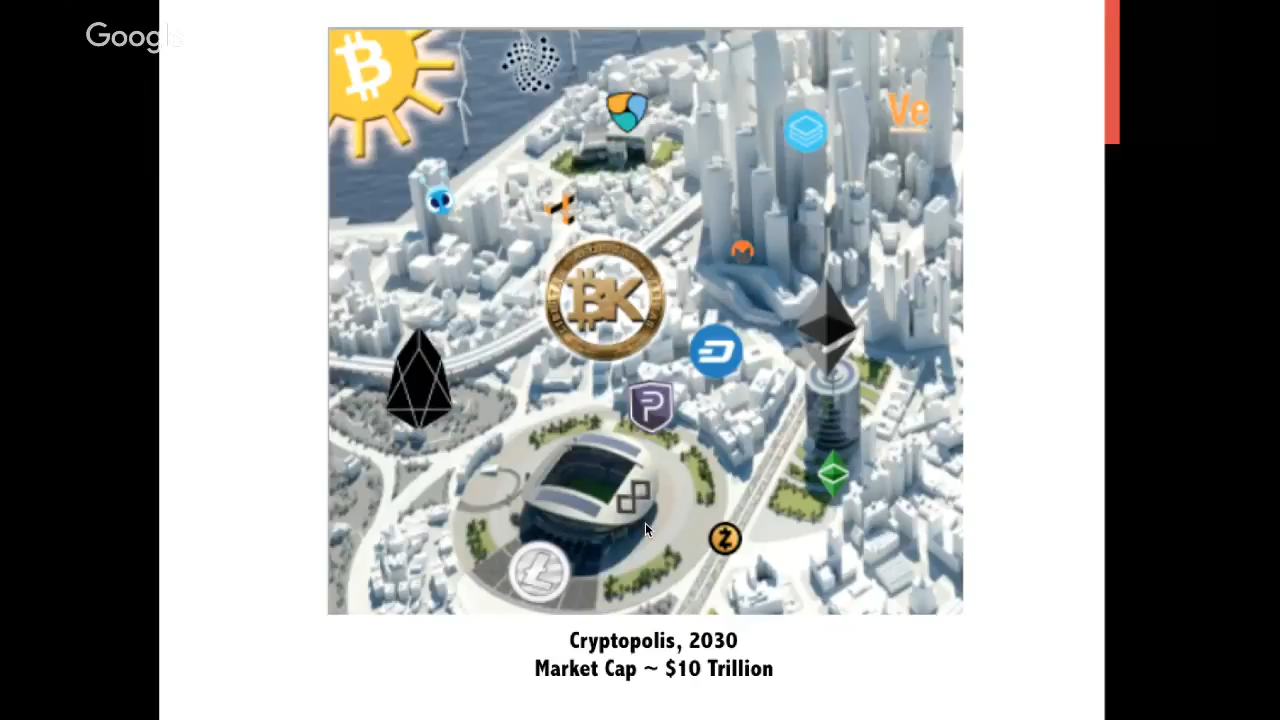 Google
Ve
BK
Cryptopolis, 2030
Market Cap ~ $10 Trillion